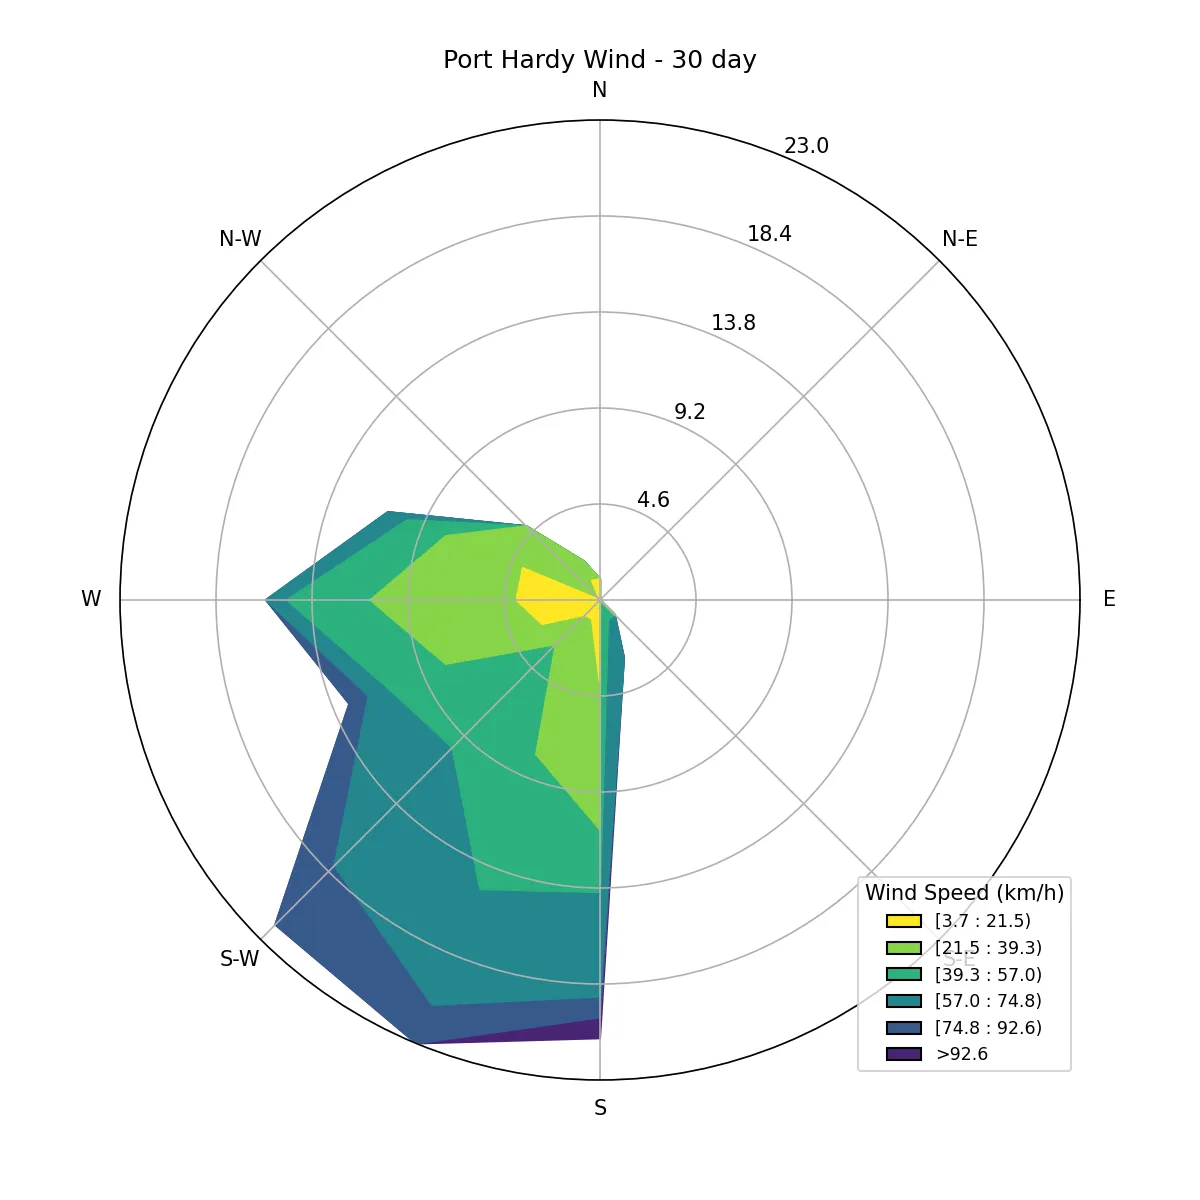 Port Hardy Wind - 30 day
N
23.0
N-W
N-E
18.4
13.8
9.2
4.6
W
E
S-W
S-E
S
Wind Speed (km/h)
[3.7 : 21.5)
[21.5 : 39.3)
[39.3 : 57.0)
[57.0 : 74.8)
[74.8 : 92.6)
>92.6